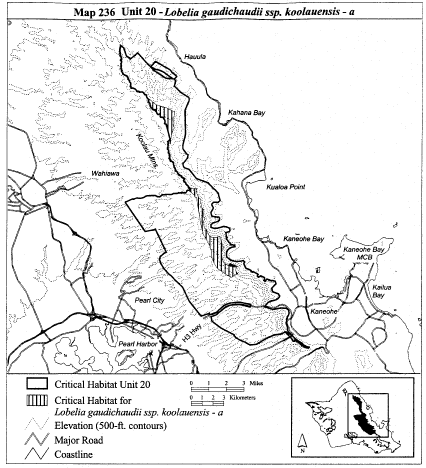 Map 236 Unit 20 - Lobelia gaudichaudii ssp. koolauensis - a
Hauula
Kahana Bay
Koolau Mtns
Kualoa Point
Wahiawa
Kaneohe Bay
Kaneohe Bay
MCB
Kailua
Bay
Pearl City
Kaneohe
H3 Hwy
Pearl Harbor
Critical Habitat Unit 20
Critical Habitat for
Lobelia gaudichaudii ssp. koolauensis - a
Elevation (500-ft. contours)
Major Road
Coastline
0 1 2 3 Miles
0 1 2 3 Kilometers
N